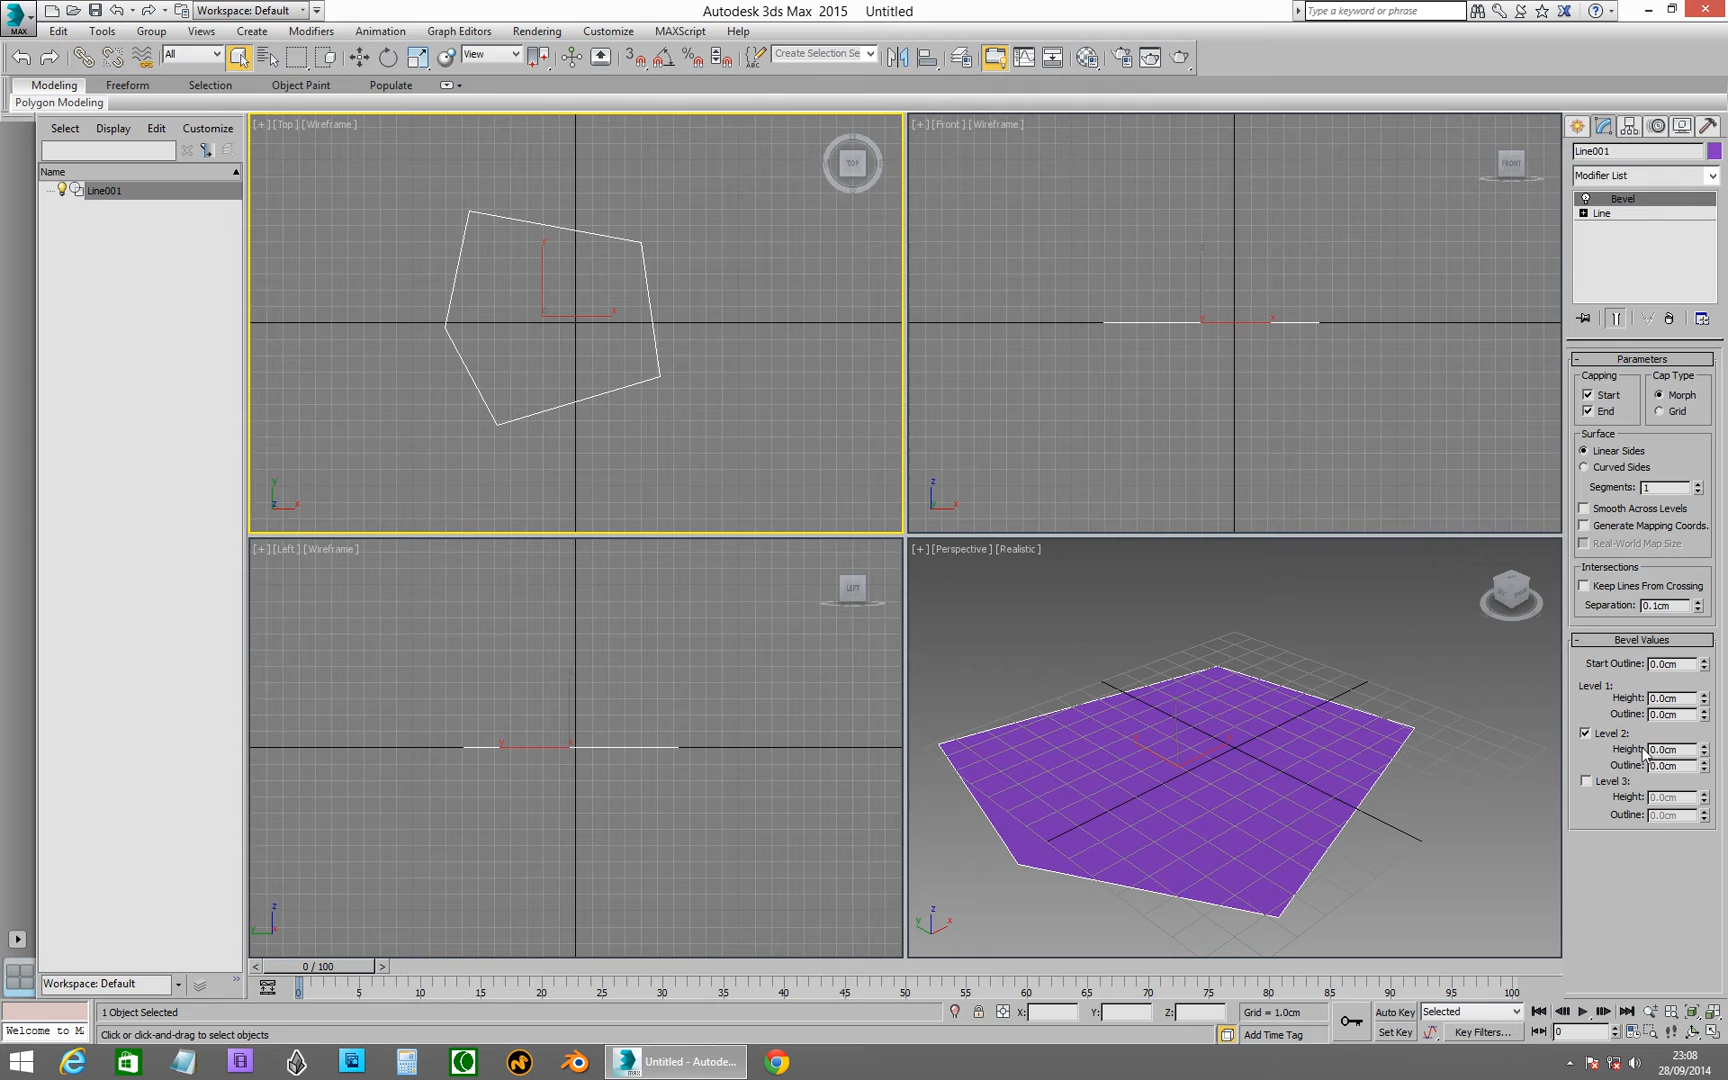 Workspace: Default
Autodesk 3ds Max 2015 Untitled
Type a keyword or phrase
MAX
Edit Tools Group Views Create Modifiers Animation Graph Editors Rendering Customize MAXScript Help
All
View
3
Create Selection Se
Modeling Freeform Selection Object Paint Populate
Polygon Modeling
Select Display Edit Customize
Name
Line001
[+] [Top] [Wireframe]
TOP
[+] [Front] [Wireframe]
FRONT
[+] [Left] [Wireframe]
LEFT
[+] [Perspective] [Realistic]
Line001
Modifier List
Bevel
Line
Parameters
Capping
Start
End
Cap Type
Morph
Grid
Surface
Linear Sides
Curved Sides
Segments: 1
Smooth Across Levels
Generate Mapping Coords.
Real-World Map Size
Intersections
Keep Lines From Crossing
Separation: 0.1cm
Bevel Values
Start Outline: 0.0cm
Level 1:
Height: 0.0cm
Outline: 0.0cm
Level 2:
Height: 0.0cm
Outline: 0.0cm
Level 3:
Height: 0.0cm
Outline: 0.0cm
0 / 100
Workspace: Default
0 5 10 15 20 25 30 35 40 45 50 55 60 65 70 75 80 85 90 95 100
1 Object Selected
X: Y: Z: Grid = 1.0cm
Auto Key Selected
Welcome to M
Click or click-and-drag to select objects
Add Time Tag
Set Key Key Filters...
0
Untitled - Autode...
23:08
28/09/2014